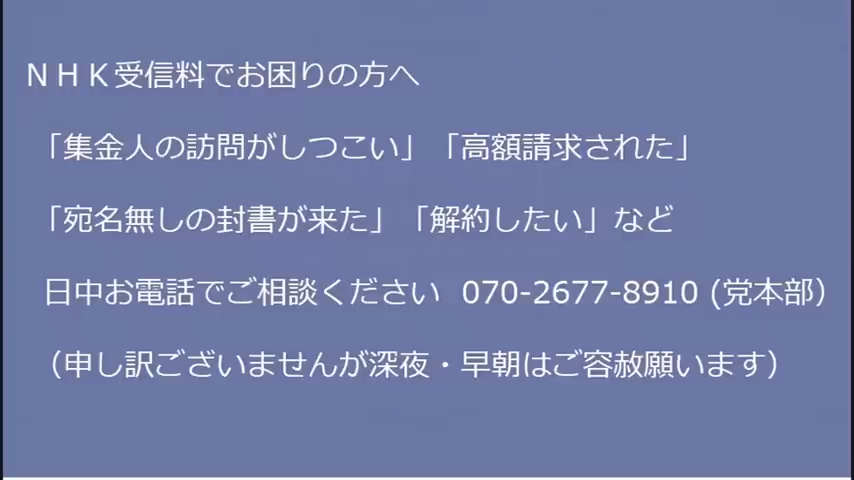 NHK受信料でお困りの方へ
「集金人の訪問がしつこい」「高額請求された」
「宛名無しの封書が来た」「解約したい」など
日中お電話でご相談ください 070-2677-8910 (党本部)
（申し訳ございませんが深夜・早朝はご容赦願います）